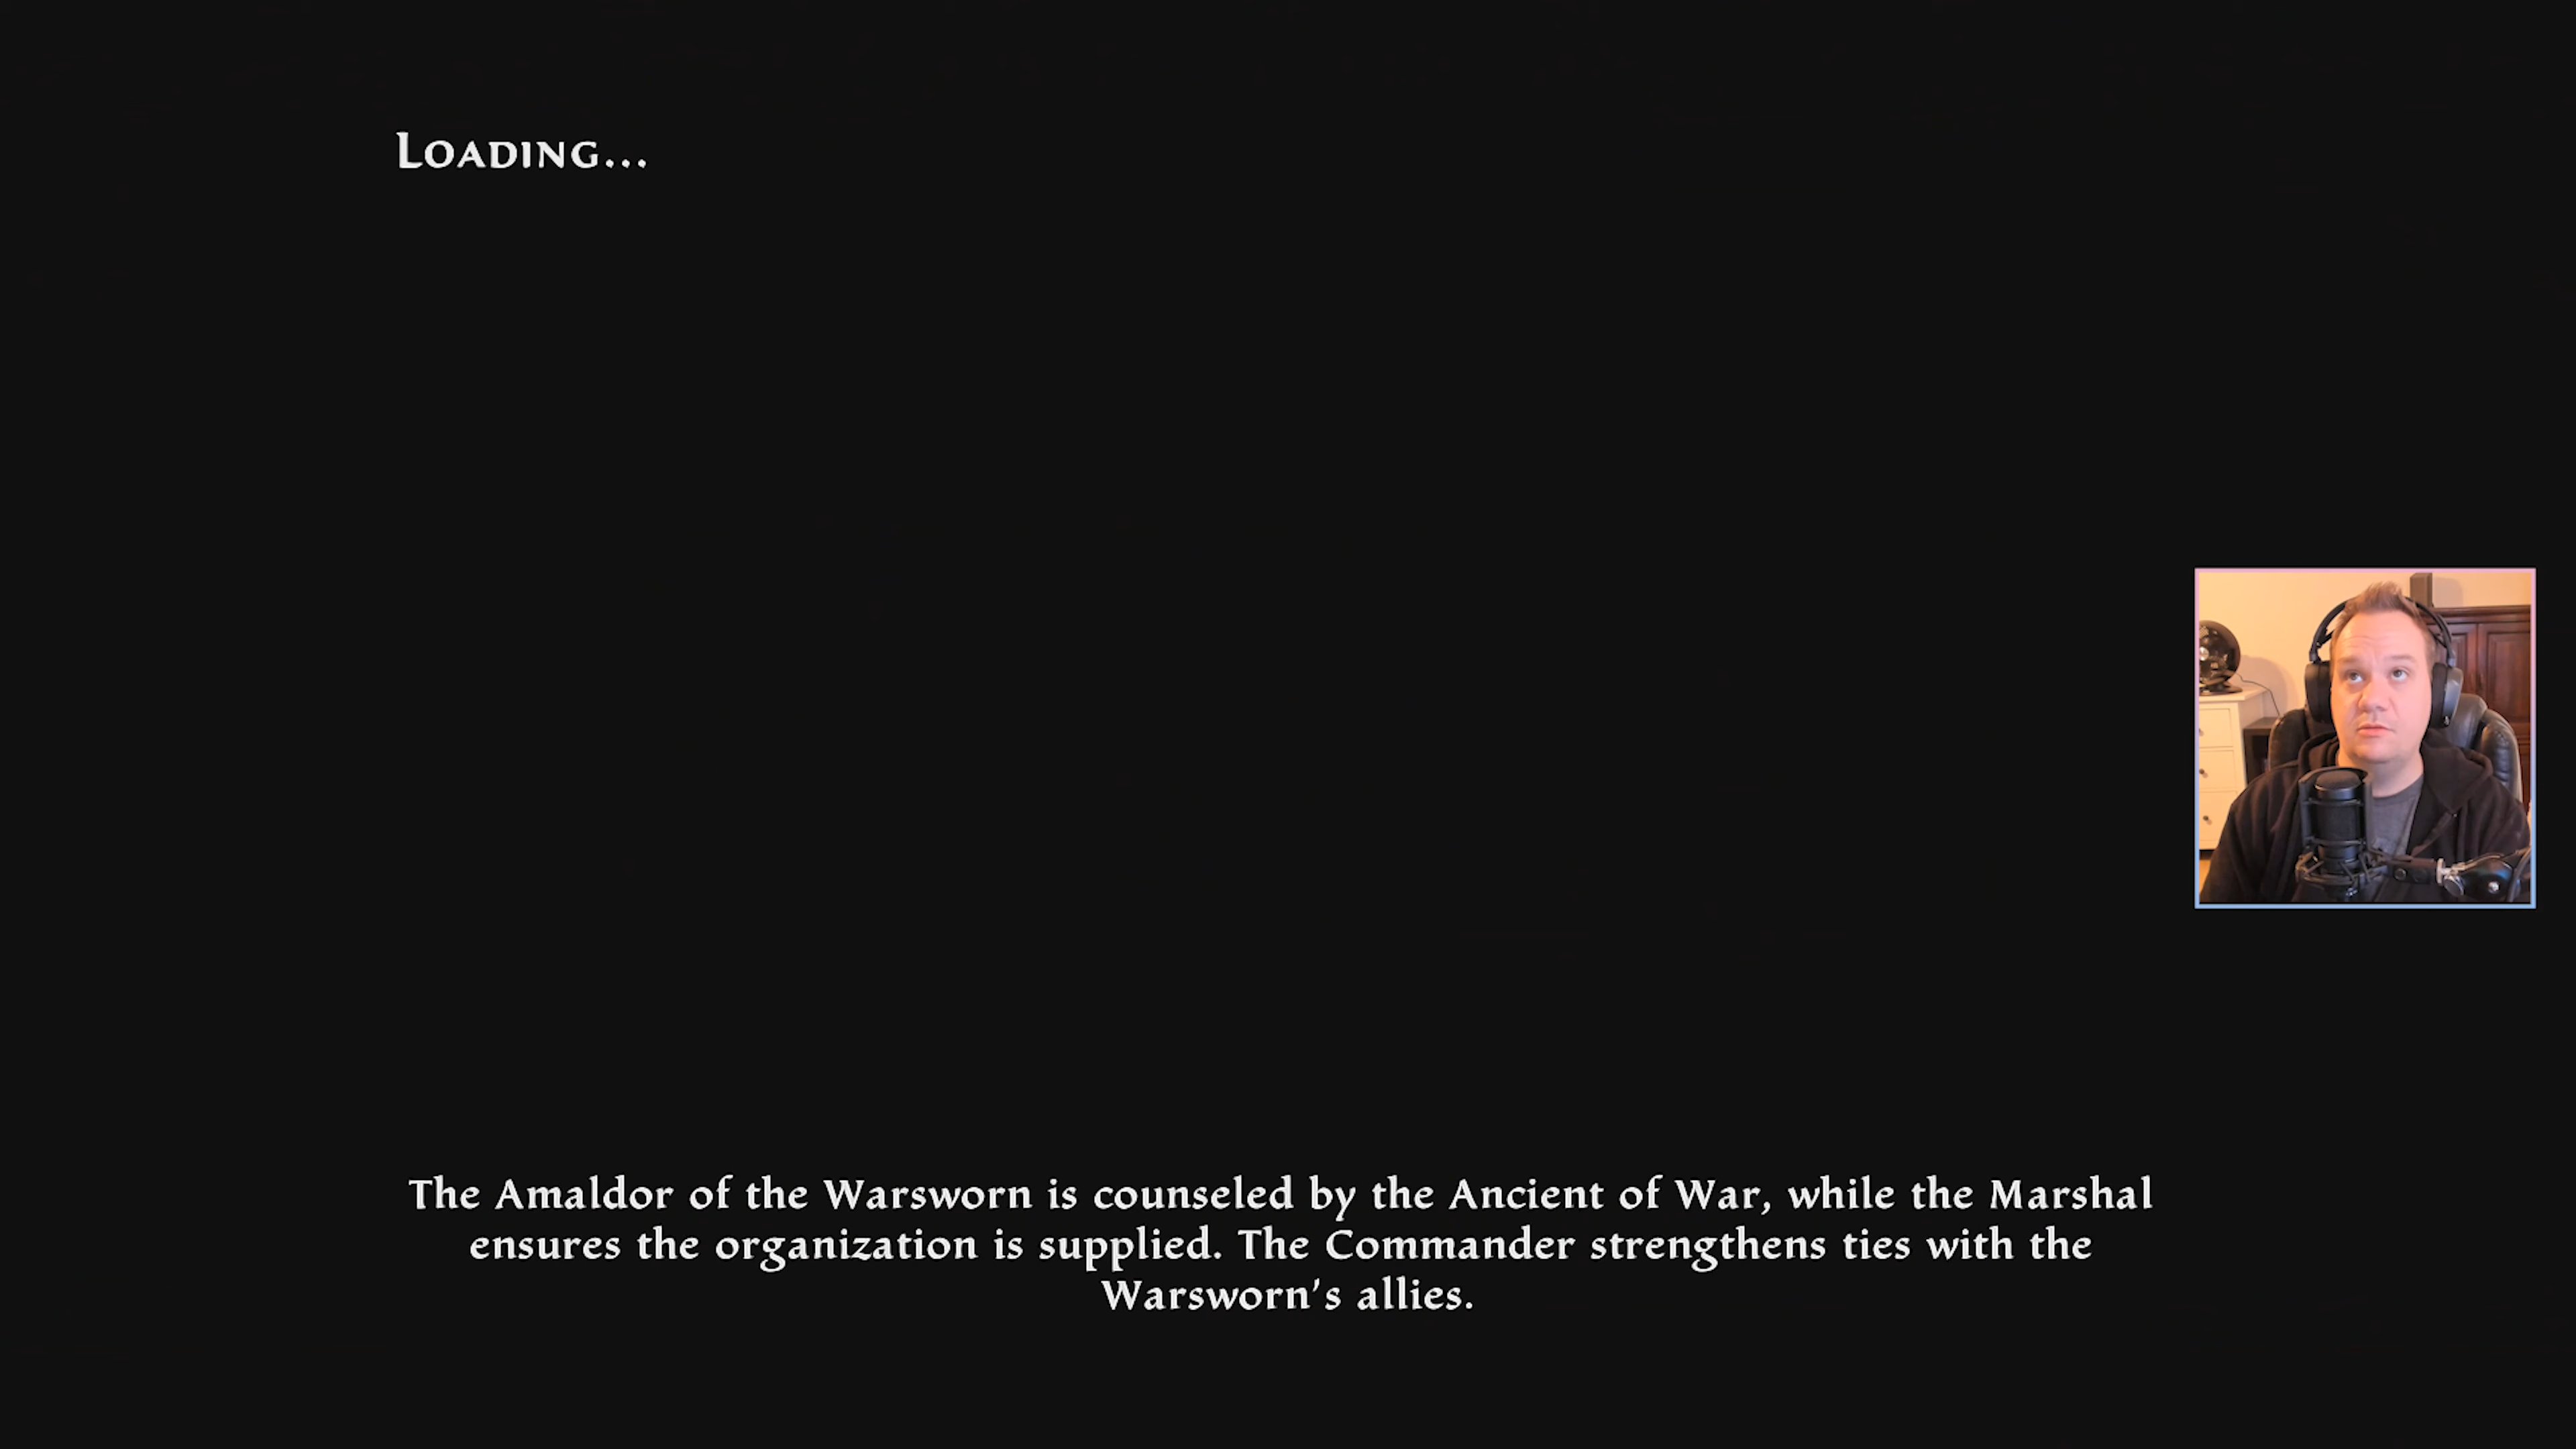 Loading...
The Amaldor of the Warsworn is counseled by the Ancient of War, while the Marshal
ensures the organization is supplied. The Commander strengthens ties with the
Warsworn's allies.